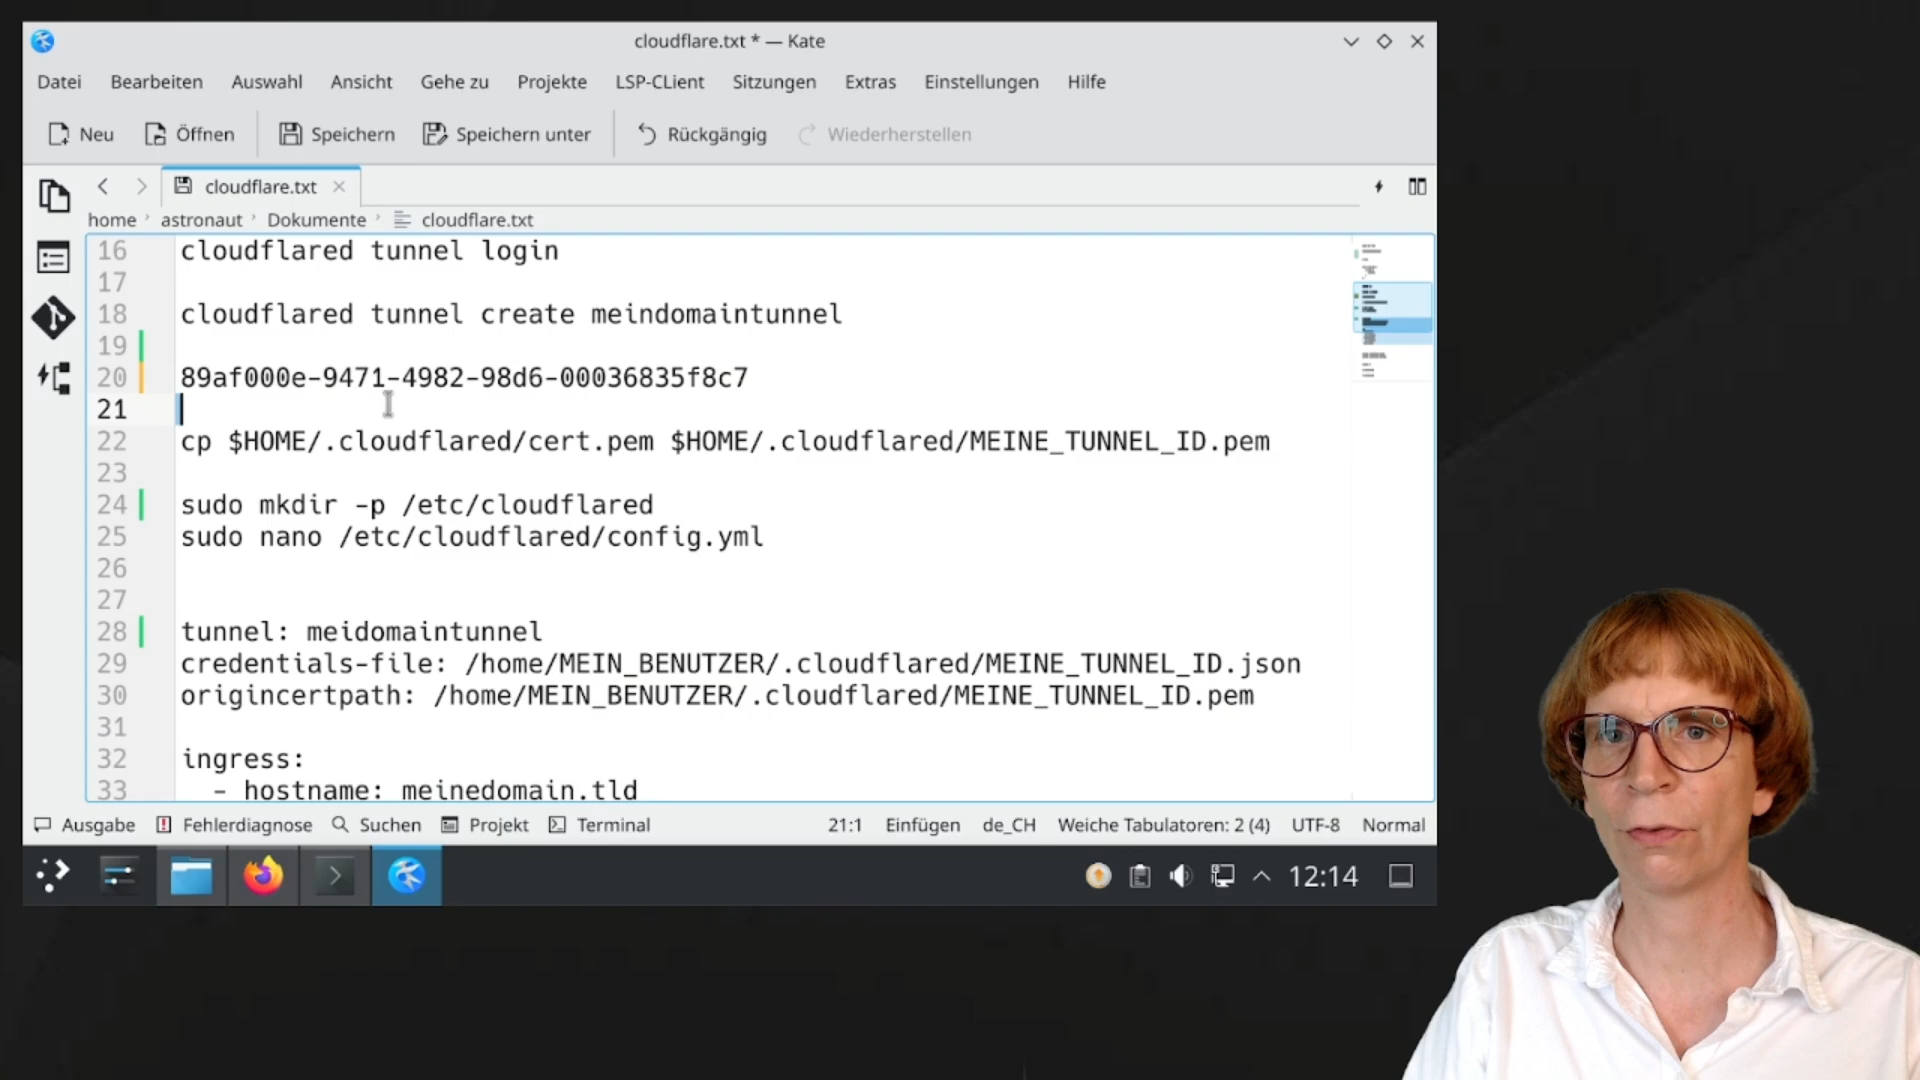 cloudflare.txt * — Kate
Datei Bearbeiten Auswahl Ansicht Gehe zu Projekte LSP-CLient Sitzungen Extras Einstellungen Hilfe
Neu Öffnen Speichern Speichern unter Rückgängig Wiederherstellen
cloudflare.txt
home astronaut Dokumente cloudflare.txt
16 cloudflared tunnel login
17
18 cloudflared tunnel create meindomaintunnel
19
20 89af000e-9471-4982-98d6-00036835f8c7
21
22 cp $HOME/.cloudflared/cert.pem $HOME/.cloudflared/MEINE_TUNNEL_ID.pem
23
24 sudo mkdir -p /etc/cloudflared
25 sudo nano /etc/cloudflared/config.yml
26
27
28 tunnel: meidomaintunnel
29 credentials-file: /home/MEIN_BENUTZER/.cloudflared/MEINE_TUNNEL_ID.json
30 origincertpath: /home/MEIN_BENUTZER/.cloudflared/MEINE_TUNNEL_ID.pem
31
32 ingress:
33 - hostname: meinedomain.tld
Ausgabe Fehlerdiagnose Suchen Projekt Terminal 21:1 Einfügen de_CH Weiche Tabulatoren: 2 (4) UTF-8 Normal
12:14